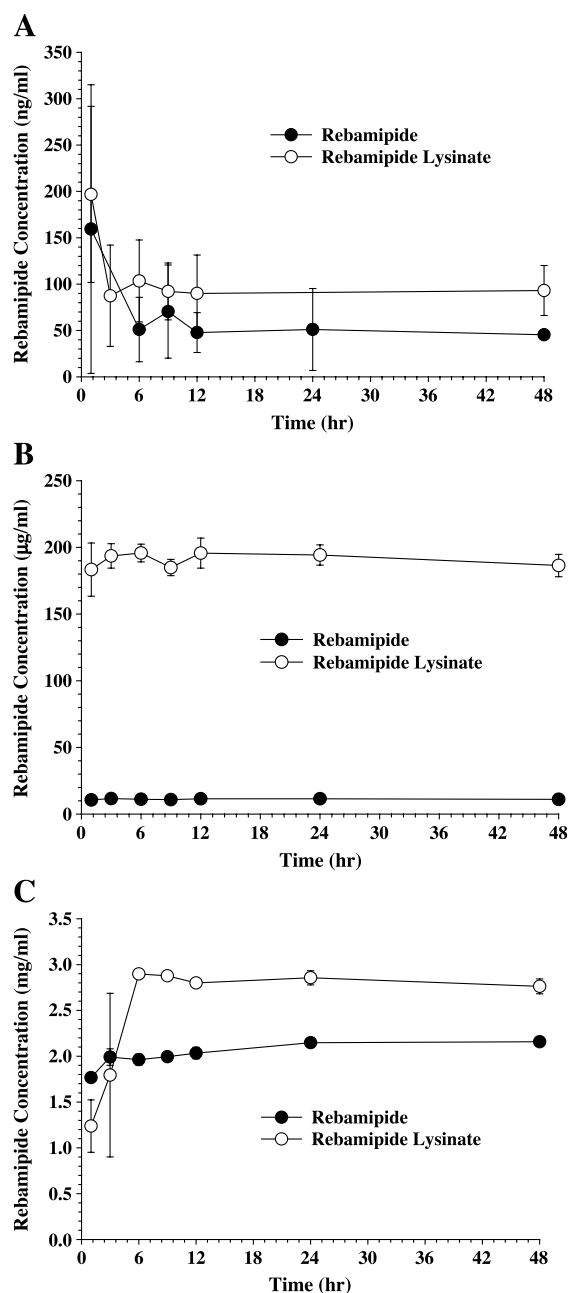 A
Rebamipide Concentration (ng/ml)
350
300
250
200
150
100
50
0
Rebamipide
Rebamipide Lysinate
0 6 12 18 24 30 36 42 48
Time (hr)
B
Rebamipide Concentration (µg/ml)
250
200
150
100
50
0
Rebamipide
Rebamipide Lysinate
0 6 12 18 24 30 36 42 48
Time (hr)
C
Rebamipide Concentration (mg/ml)
3.5
3.0
2.5
2.0
1.5
1.0
0.5
0.0
Rebamipide
Rebamipide Lysinate
0 6 12 18 24 30 36 42 48
Time (hr)